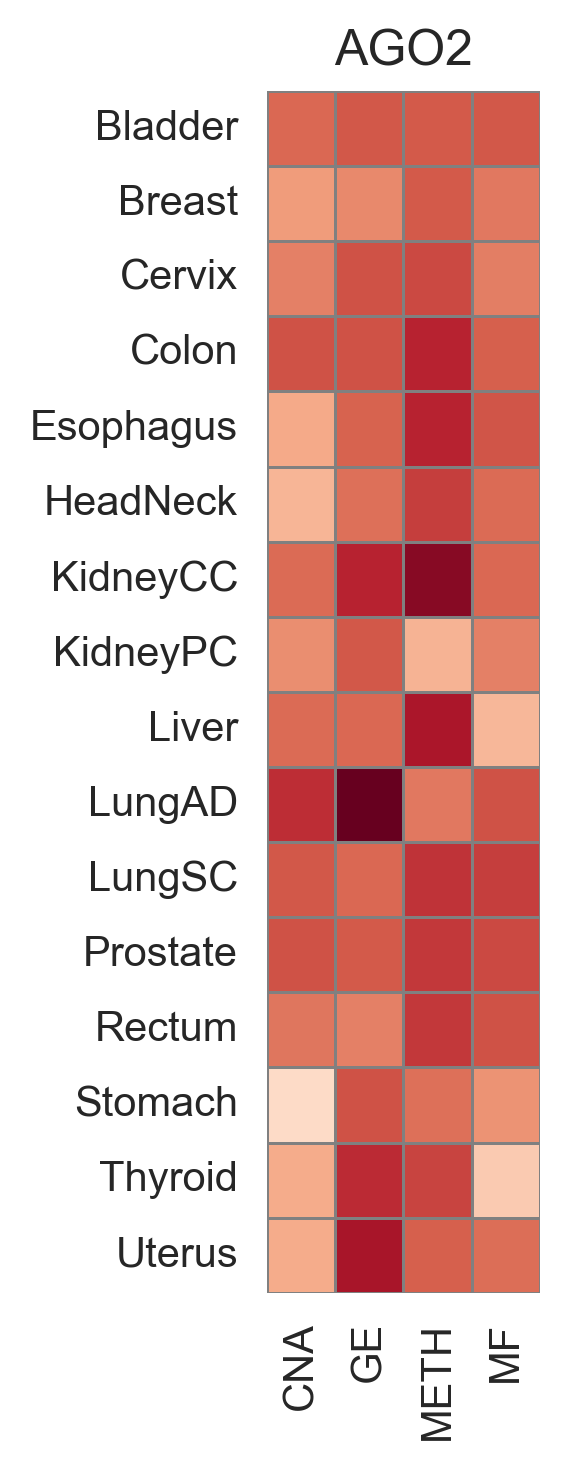 AGO2
Bladder
Breast
Cervix
Colon
Esophagus
HeadNeck
KidneyCC
KidneyPC
Liver
LungAD
LungSC
Prostate
Rectum
Stomach
Thyroid
Uterus
CNA
GE
METH
MF